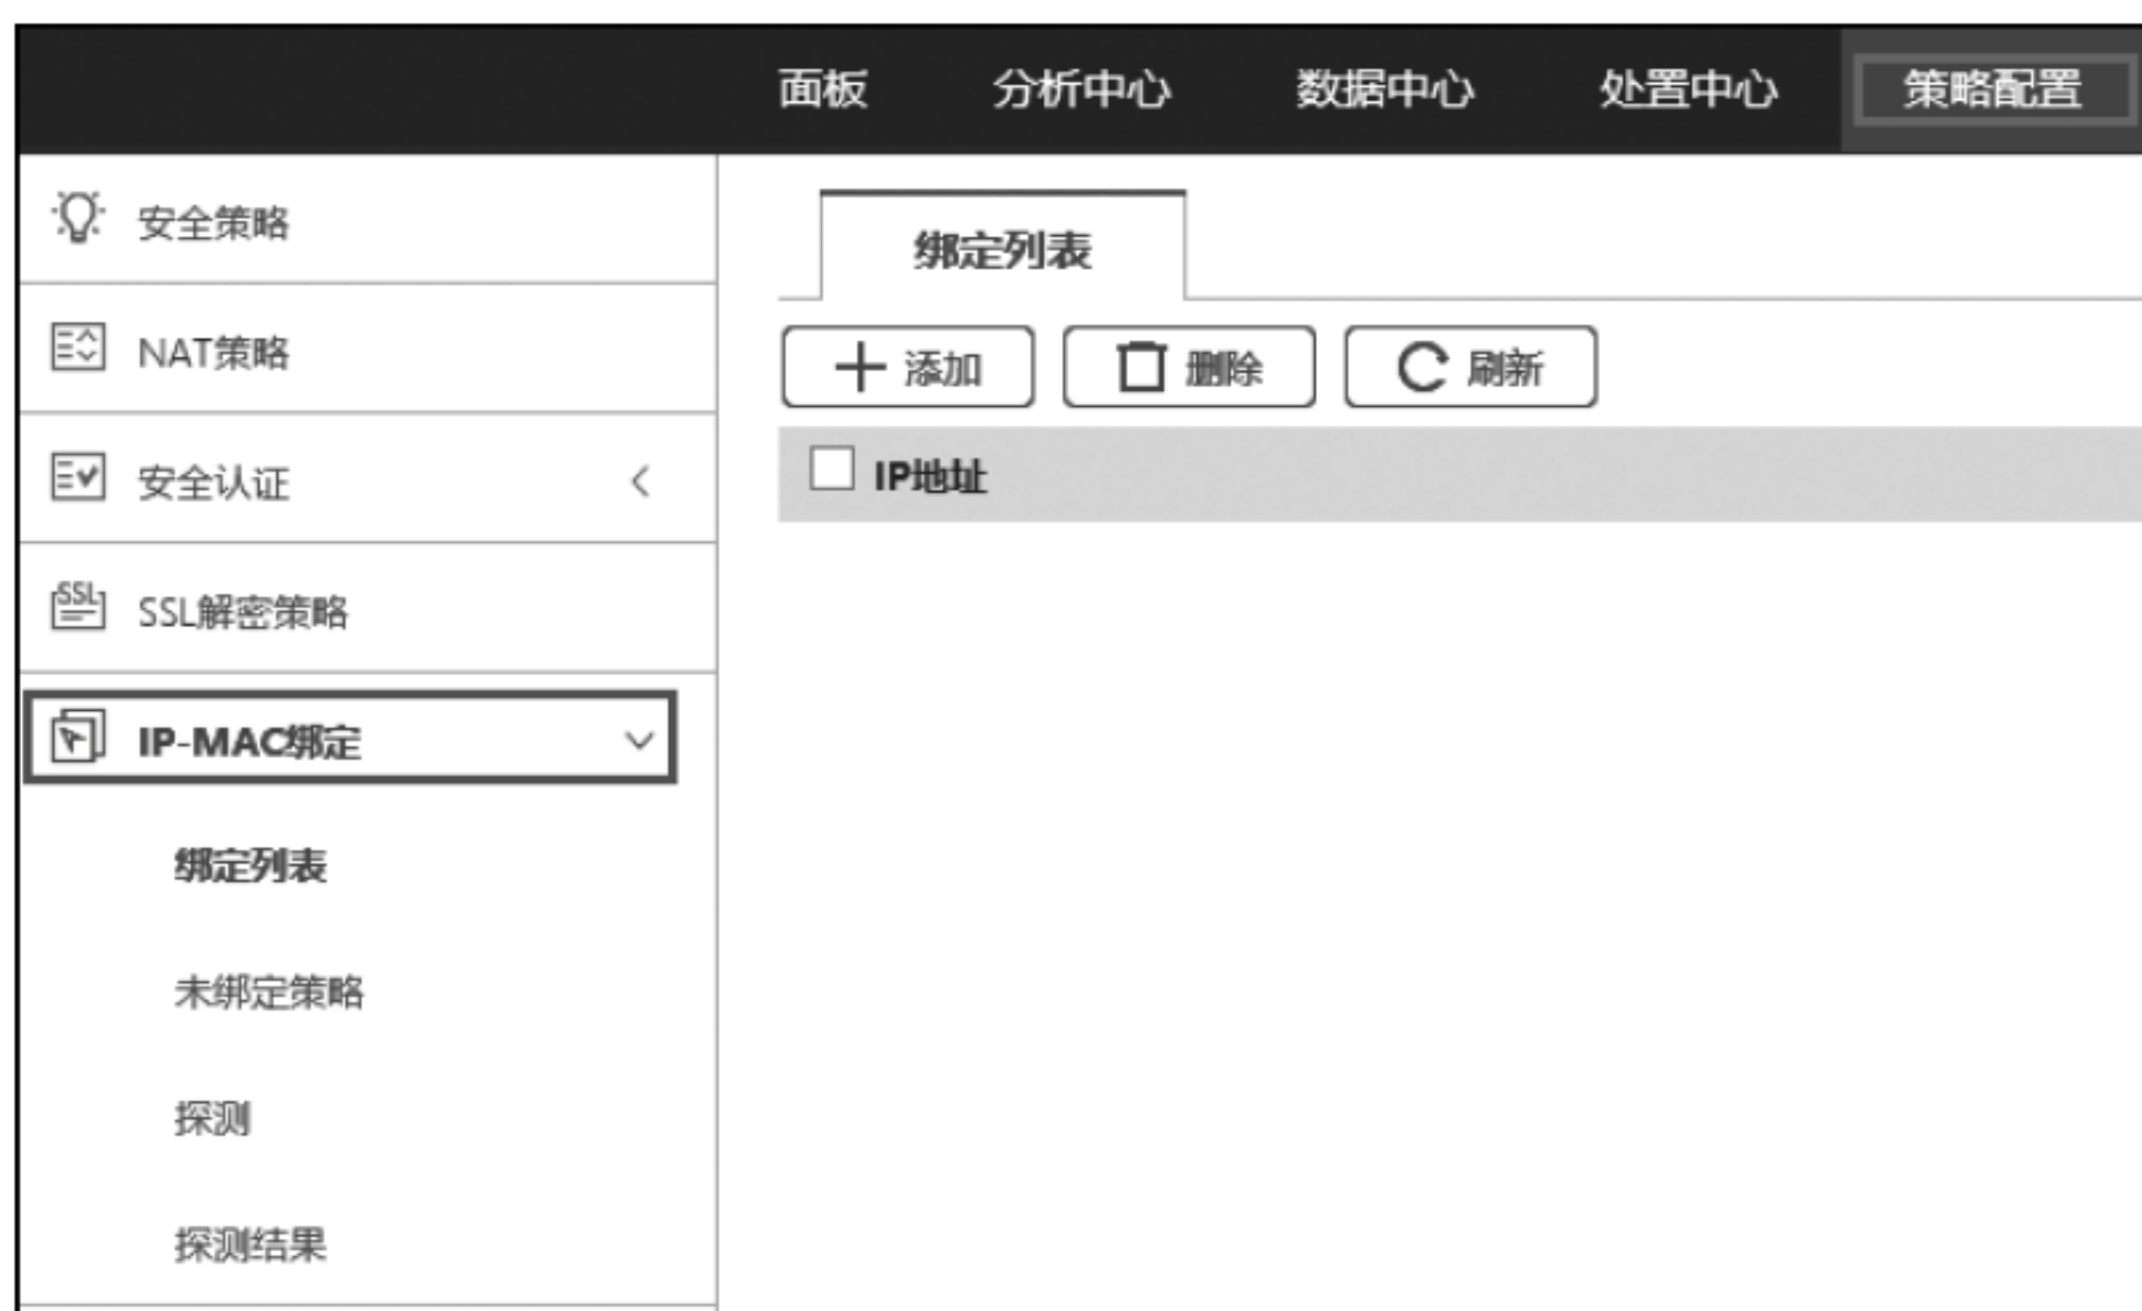 面板 分析中心 数据中心 处置中心 策略配置
安全策略
NAT策略
安全认证
SSL SSL解密策略
IP-MAC绑定
绑定列表
未绑定策略
探测
探测结果
绑定列表
添加 删除 刷新
IP地址